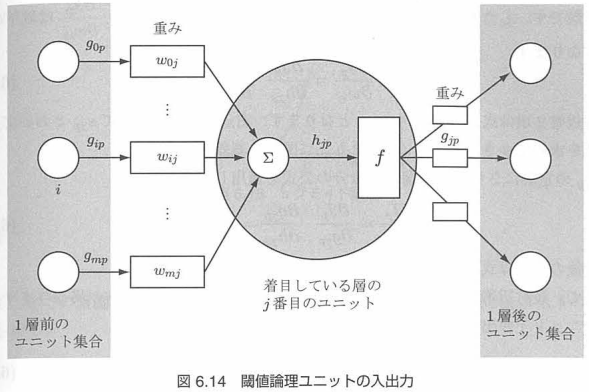 重み
g0p
w0j
⋮
gip
wij
i
⋮
gmp
wmj
Σ
hjp
f
重み
gjp
着目している層の
j 番目のユニット
1層前の
ユニット集合
1層後の
ユニット集合
図 6.14 閾値論理ユニットの入出力